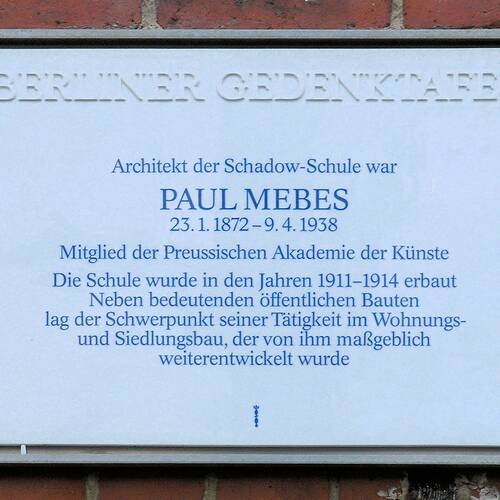 BERLINER GEDENKTAFE
Architekt der Schadow-Schule war
PAUL MEBES
23. 1. 1872 – 9. 4. 1938
Mitglied der Preussischen Akademie der Künste
Die Schule wurde in den Jahren 1911–1914 erbaut
Neben bedeutenden öffentlichen Bauten
lag der Schwerpunkt seiner Tätigkeit im Wohnungs-
und Siedlungsbau, der von ihm maßgeblich
weiterentwickelt wurde